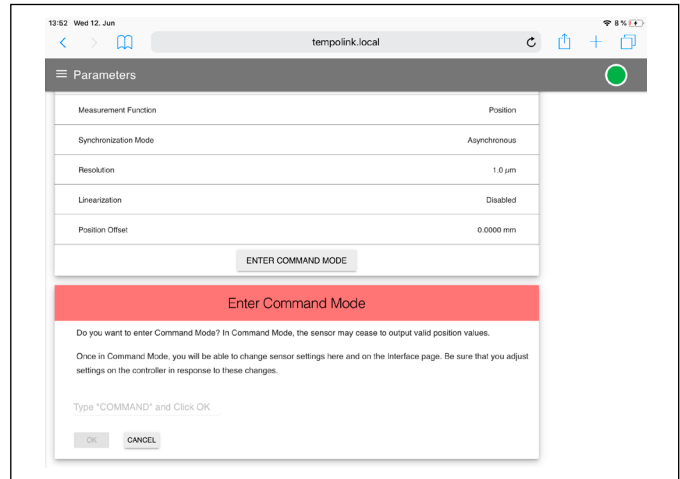 13:52 Wed 12. Jun 8 %
tempolink.local
Parameters
Measurement Function Position
Synchronization Mode Asynchronous
Resolution 1.0 µm
Linearization Disabled
Position Offset 0.0000 mm
ENTER COMMAND MODE
Enter Command Mode
Do you want to enter Command Mode? In Command Mode, the sensor may cease to output valid position values.
Once in Command Mode, you will be able to change sensor settings here and on the Interface page. Be sure that you adjust
settings on the controller in response to these changes.
Type "COMMAND" and Click OK
OK CANCEL